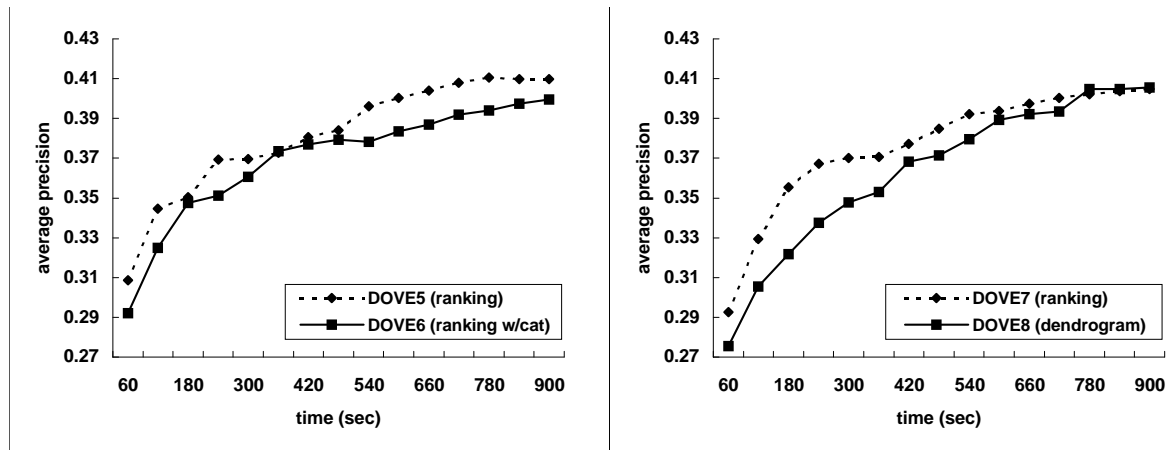 0.43
0.41
0.39
0.37
0.35
0.33
0.31
0.29
0.27
average precision
DOVE5 (ranking)
DOVE6 (ranking w/cat)
60 180 300 420 540 660 780 900
time (sec)
0.43
0.41
0.39
0.37
0.35
0.33
0.31
0.29
0.27
average precision
DOVE7 (ranking)
DOVE8 (dendrogram)
60 180 300 420 540 660 780 900
time (sec)